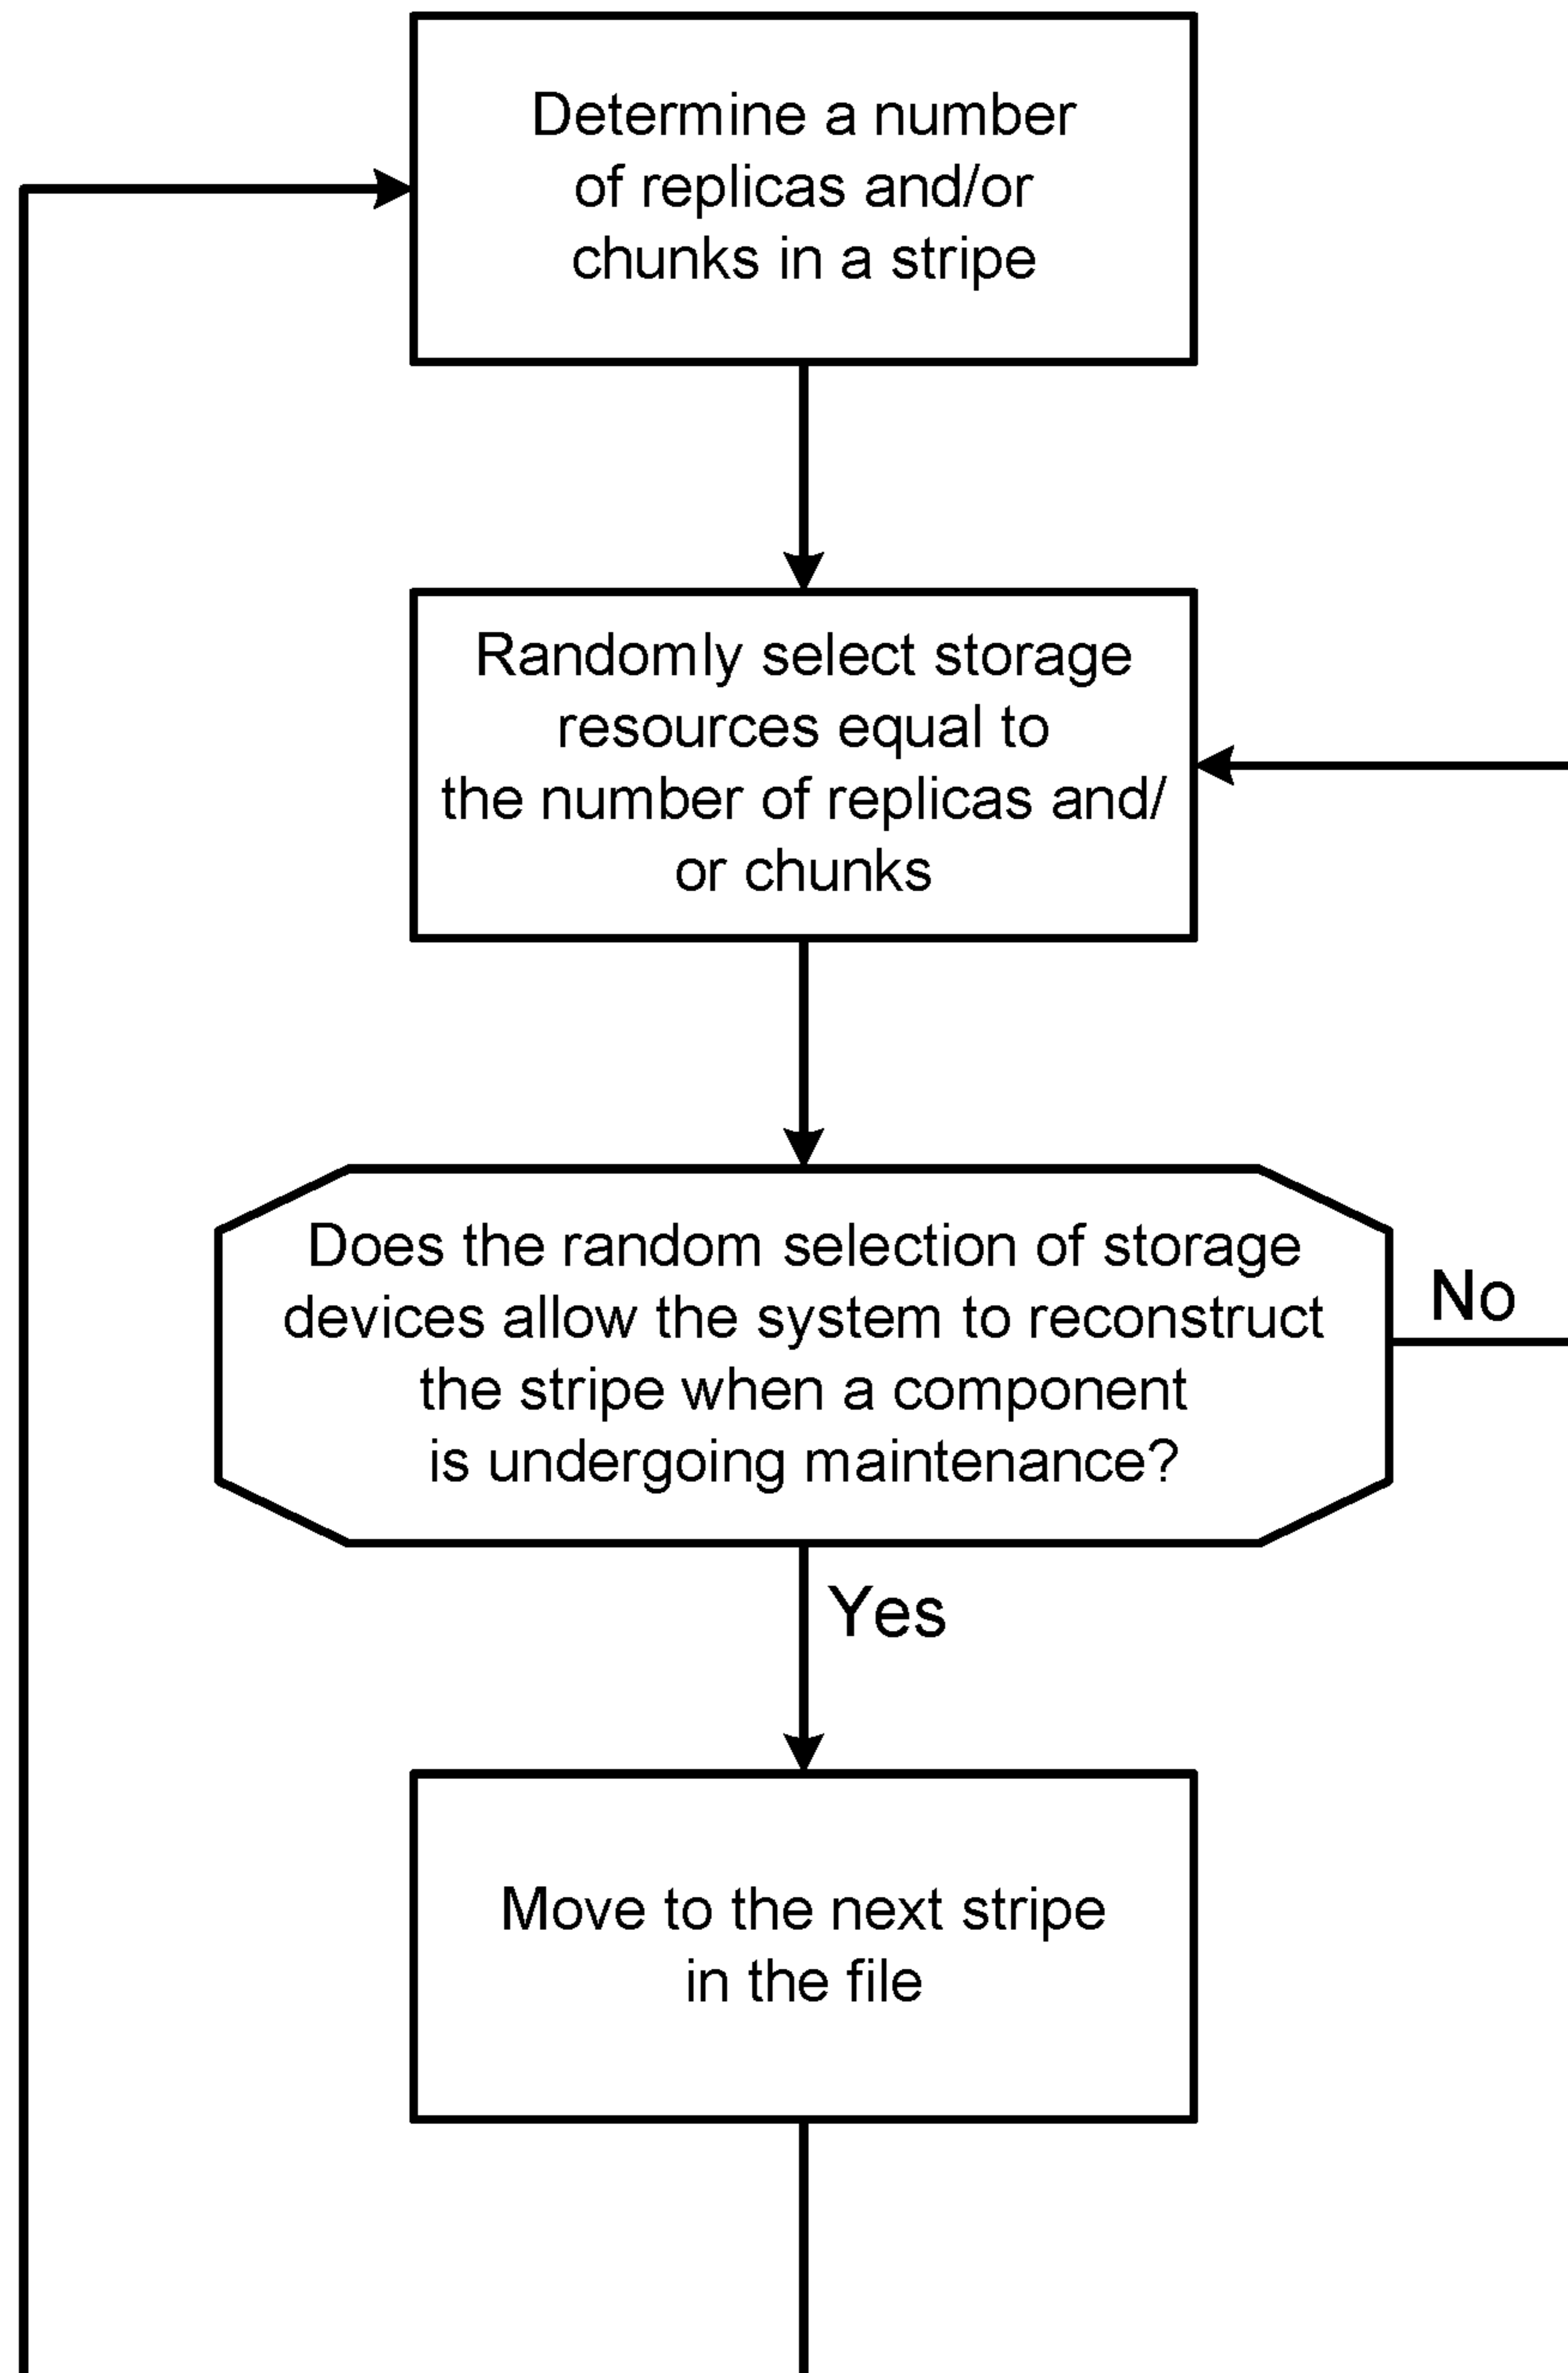 Determine a number
of replicas and/or
chunks in a stripe
Randomly select storage
resources equal to
the number of replicas and/
or chunks
Does the random selection of storage
devices allow the system to reconstruct
the stripe when a component
is undergoing maintenance?
No
Yes
Move to the next stripe
in the file